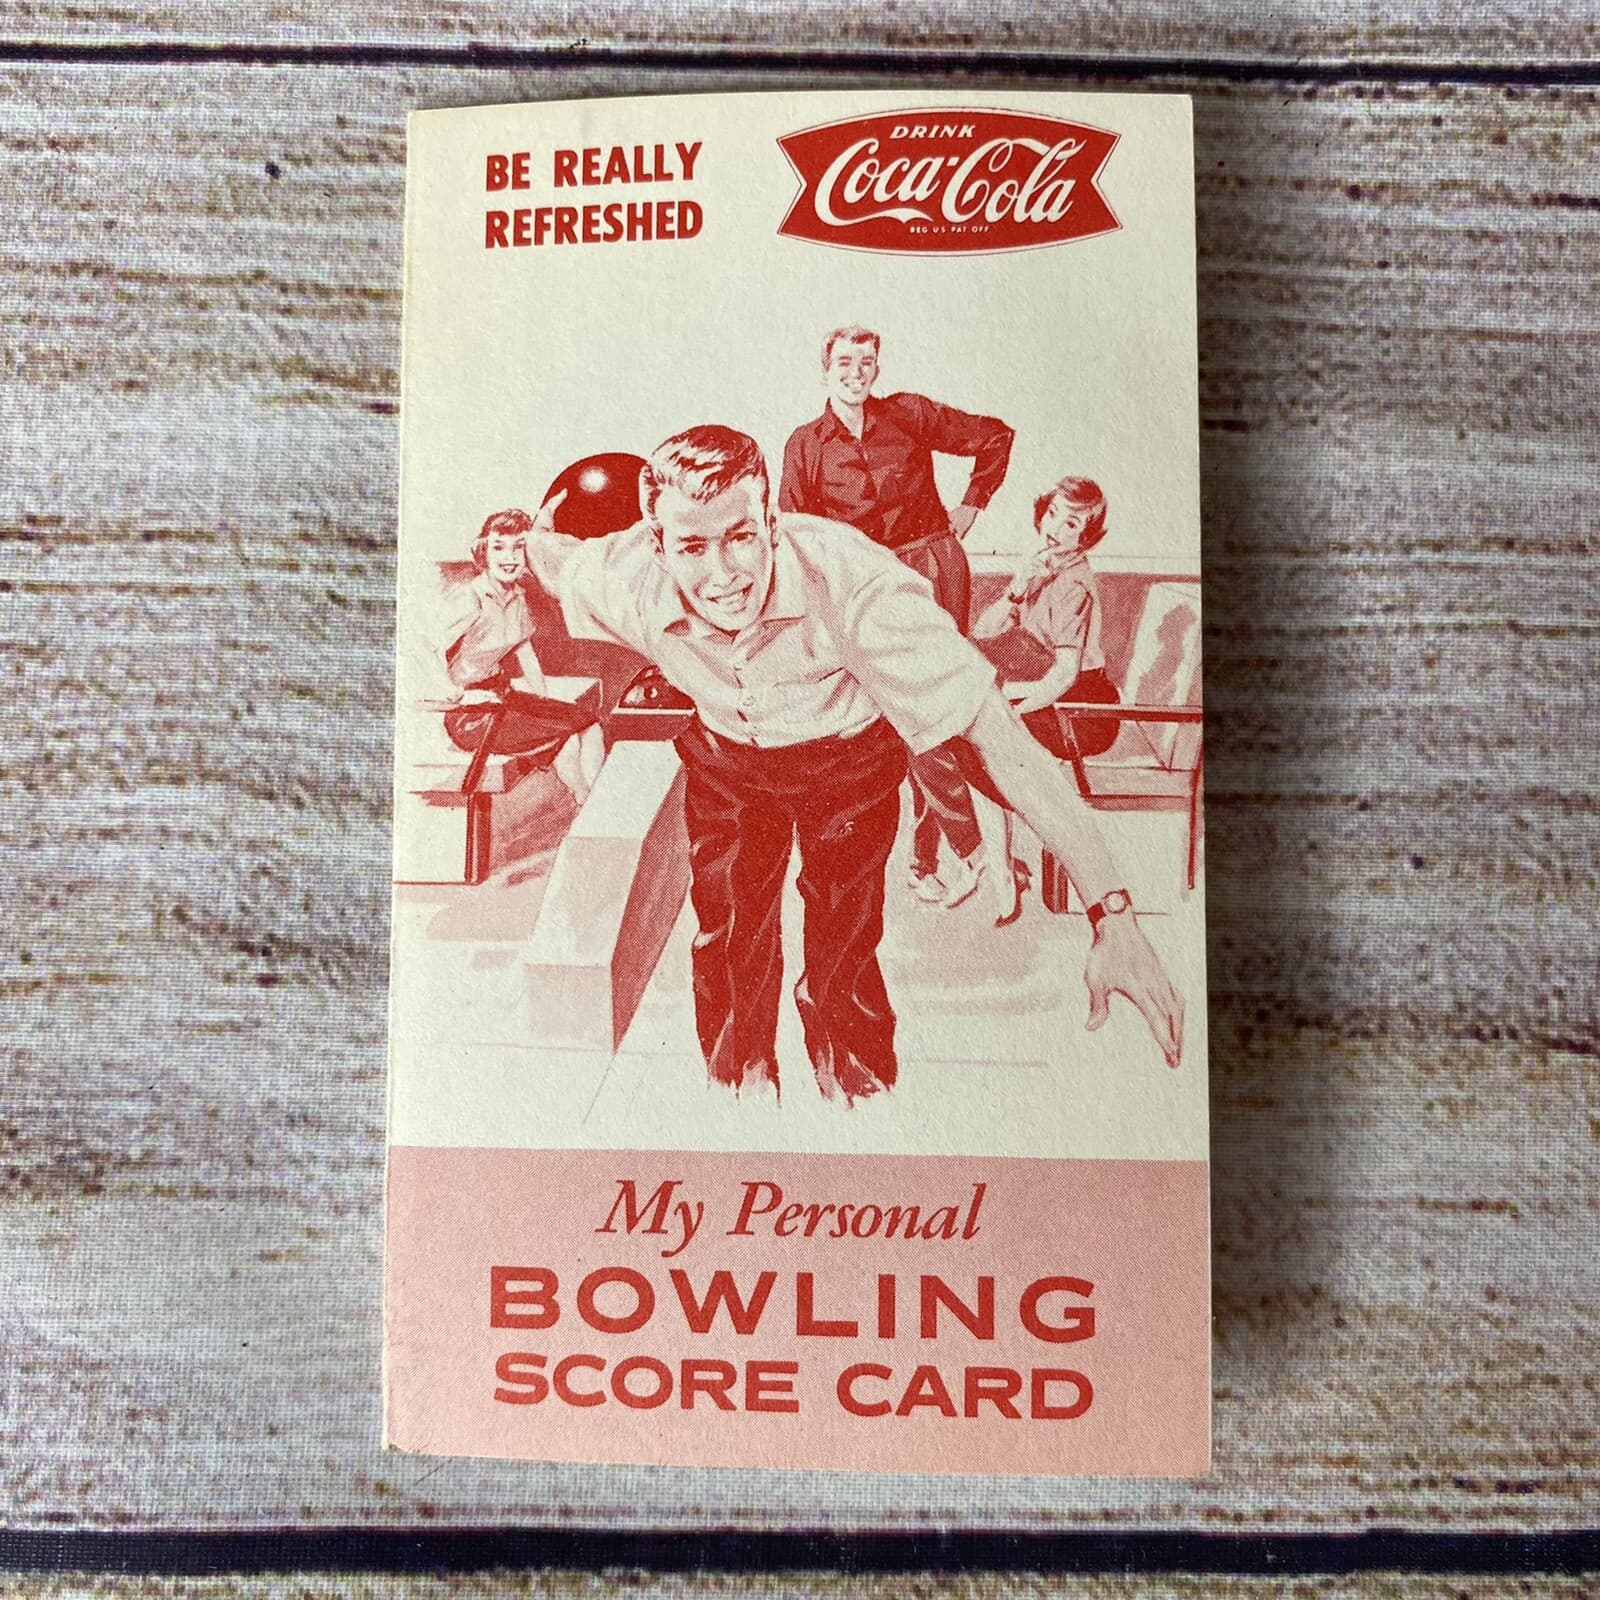 BE REALLY
REFRESHED
DRINK
Coca-Cola
REG US PAT OFF
My Personal
BOWLING
SCORE CARD